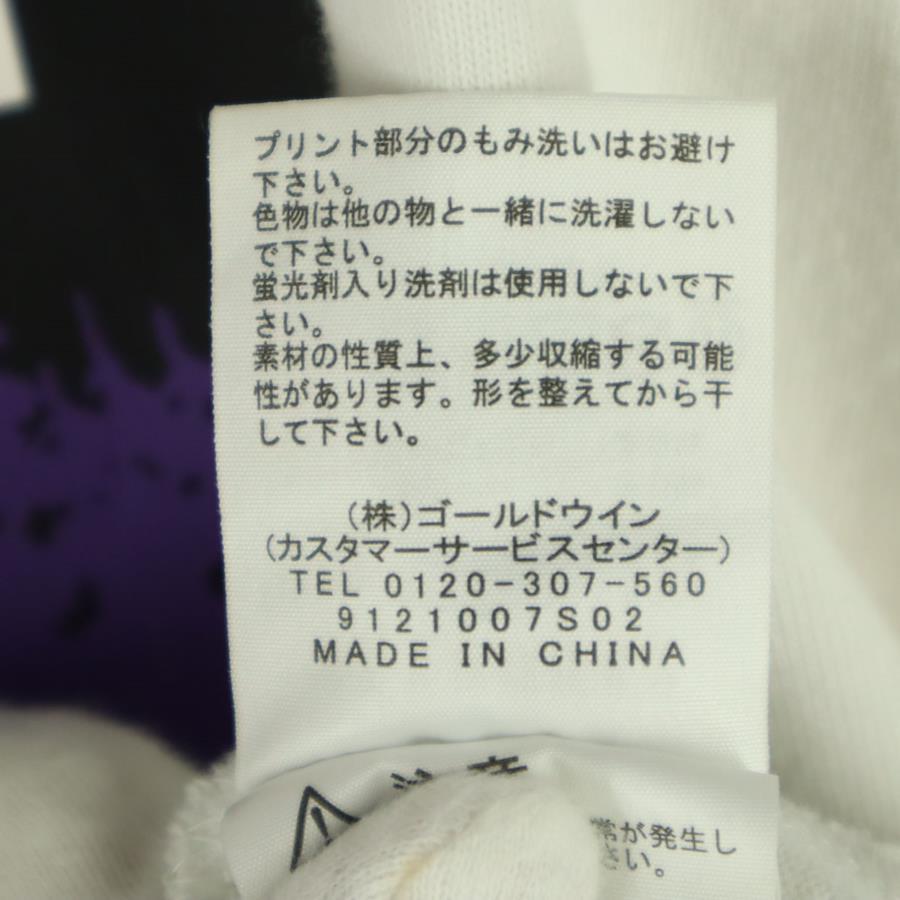 プリント部分のもみ洗いはお避け
下さい。
色物は他の物と一緒に洗濯しない
で下さい。
蛍光剤入り洗剤は使用しないで下
さい。
素材の性質上、多少収縮する可能
性があります。形を整えてから干
して下さい。
(株)ゴールドウイン
(カスタマーサービスセンター)
TEL 0120-307-560
9121007S02
MADE IN CHINA
常が発生し
さい。